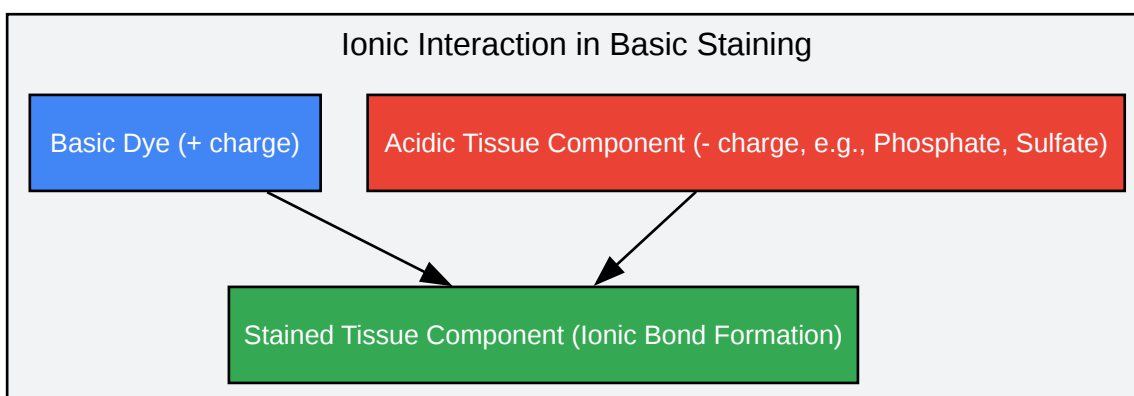 Ionic Interaction in Basic Staining
Basic Dye (+ charge)
Acidic Tissue Component (- charge, e.g., Phosphate, Sulfate)
Stained Tissue Component (Ionic Bond Formation)